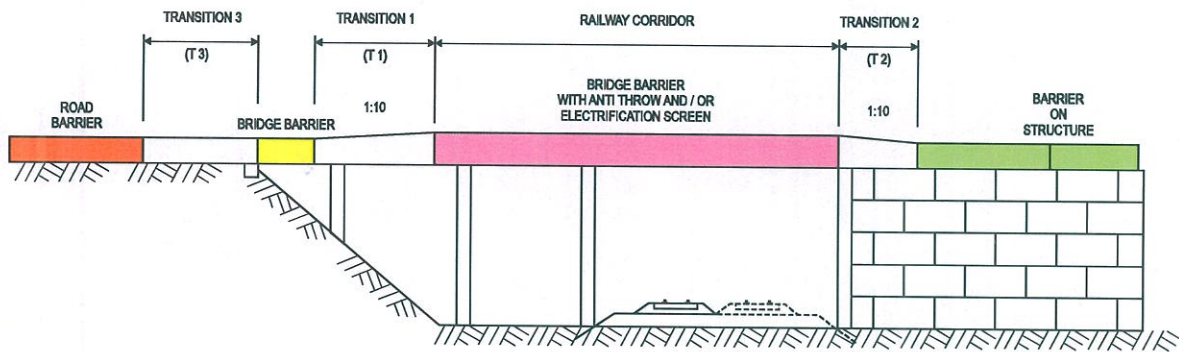 TRANSITION 3
(T 3)
TRANSITION 1
(T 1)
1:10
RAILWAY CORRIDOR
TRANSITION 2
(T 2)
1:10
ROAD
BARRIER
BRIDGE BARRIER
BRIDGE BARRIER
WITH ANTI THROW AND / OR
ELECTRIFICATION SCREEN
BARRIER
ON
STRUCTURE